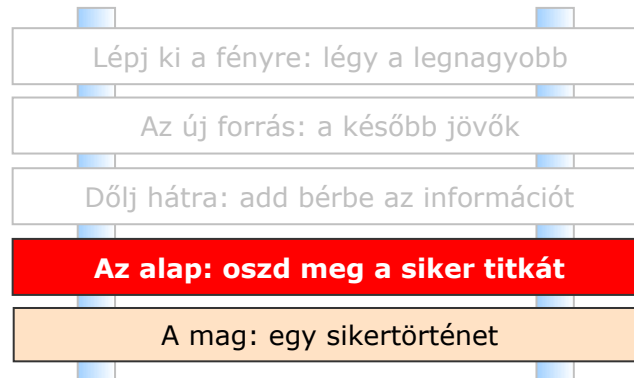 Lépj ki a fényre: légy a legnagyobb
Az új forrás: a később jövők
Dőlj hátra: add bérbe az információt
Az alap: oszd meg a siker titkát
A mag: egy sikertörténet